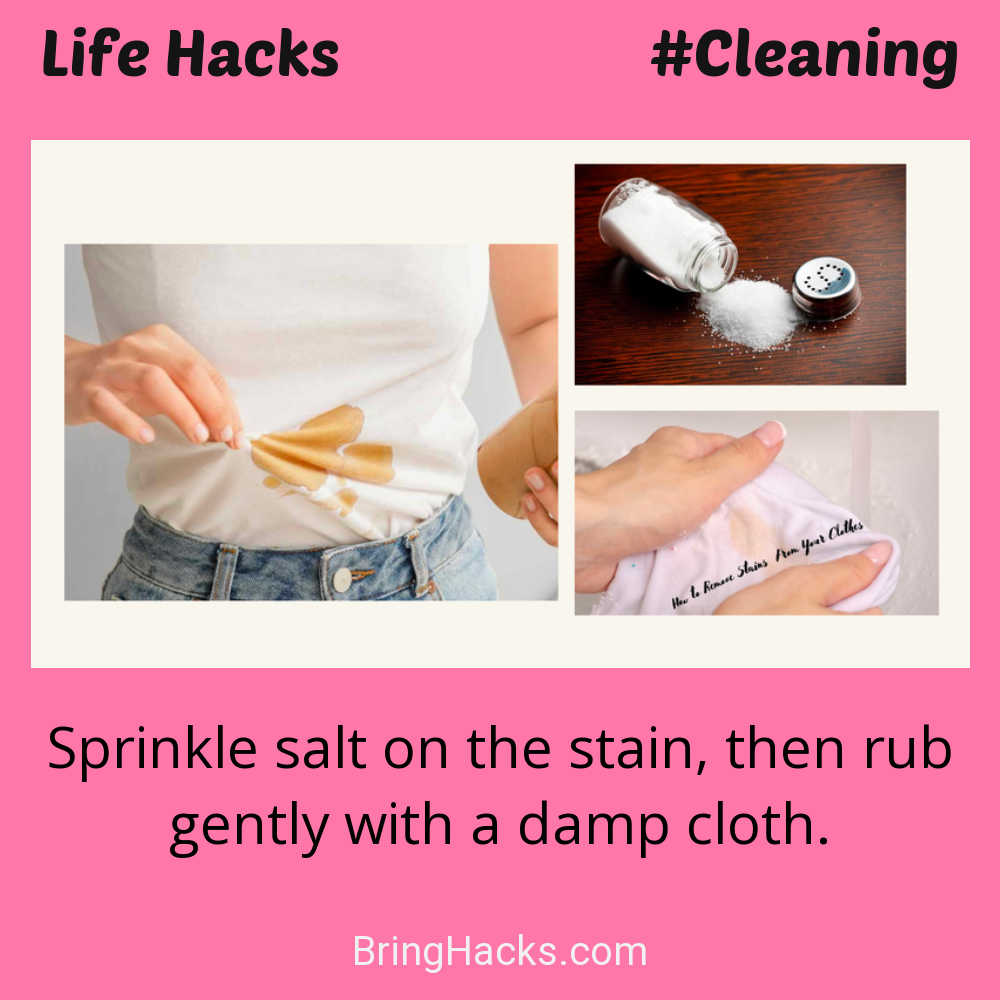 Life Hacks
#Cleaning
How to Remove Stains From Your Clothes
Sprinkle salt on the stain, then rub
gently with a damp cloth.
BringHacks.com